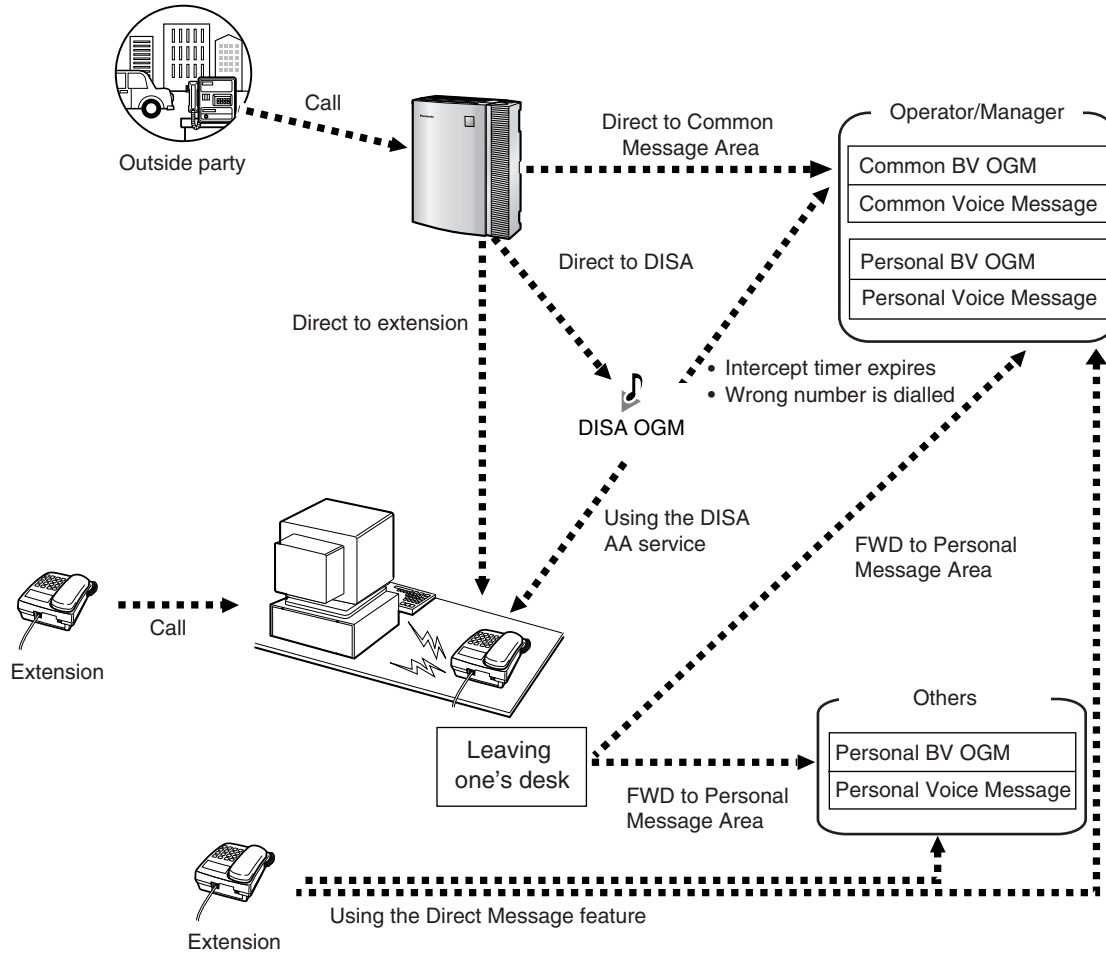 Call
Outside party
Direct to Common
Message Area
Operator/Manager
Common BV OGM
Common Voice Message
Personal BV OGM
Personal Voice Message
Direct to DISA
Direct to extension
• Intercept timer expires
• Wrong number is dialled
DISA OGM
Using the DISA
AA service
FWD to Personal
Message Area
Call
Extension
Leaving
one's desk
FWD to Personal
Message Area
Others
Personal BV OGM
Personal Voice Message
Using the Direct Message feature
Extension